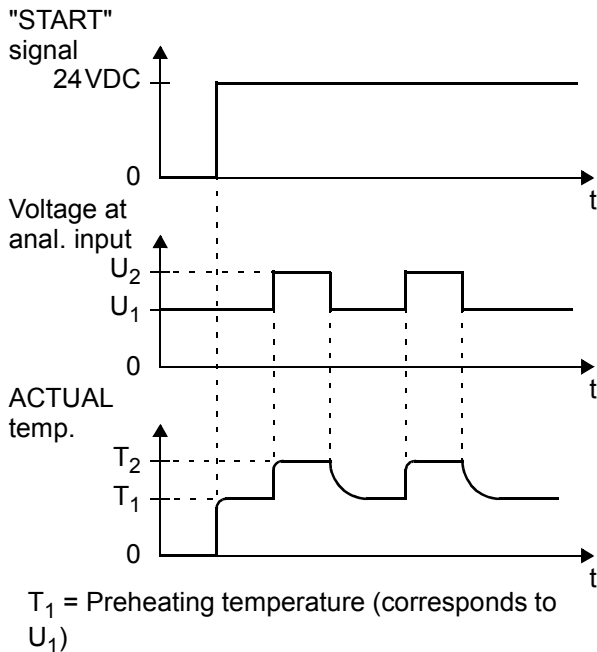 "START"
signal
24VDC
0
t
Voltage at
anal. input
U2
U1
0
t
ACTUAL
temp.
T2
T1
0
t
T1 = Preheating temperature (corresponds to
U1)